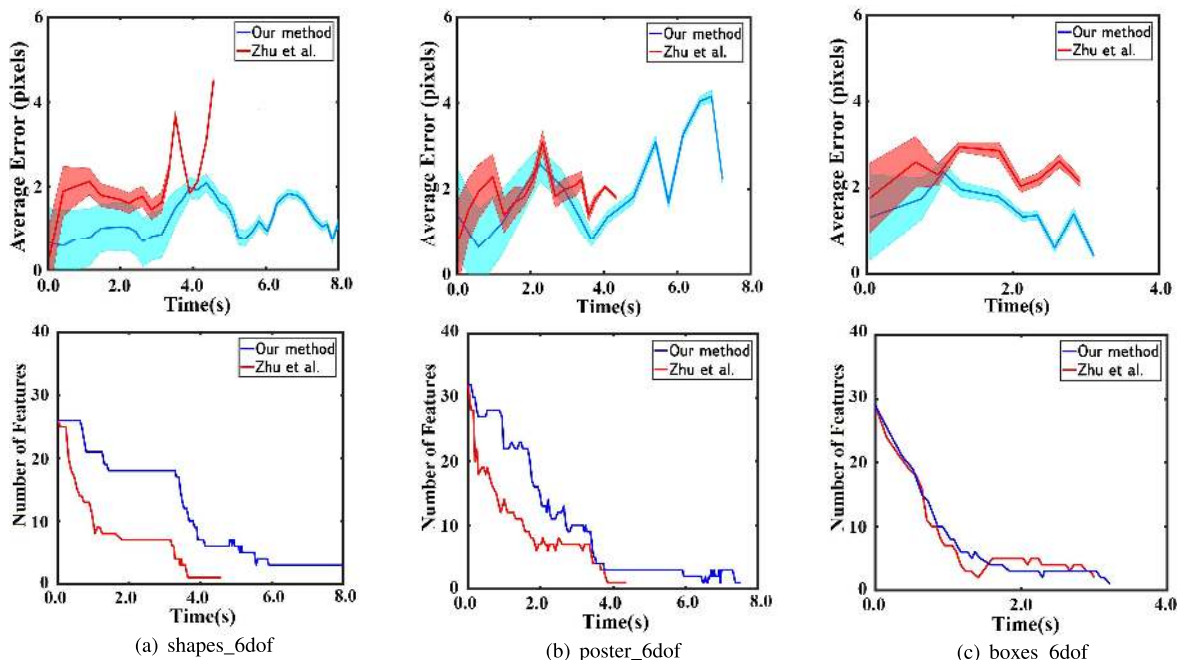 6
4
2
0
Average Error (pixels)
Our method
Zhu et al.
0.0 2.0 4.0 6.0 8.0
Time(s)
6
4
2
0
Average Error (pixels)
Our method
Zhu et al.
0.0 2.0 4.0 6.0 8.0
Time(s)
6
4
2
0
Average Error (pixels)
Our method
Zhu et al.
0.0 2.0 4.0
Time(s)
40
30
20
10
0
Number of Features
Our method
Zhu et al.
0.0 2.0 4.0 6.0 8.0
Time(s)
(a) shapes_6dof
40
30
20
10
0
Number of Features
Our method
Zhu et al.
0.0 2.0 4.0 6.0 8.0
Time(s)
(b) poster_6dof
40
30
20
10
0
Number of Features
Our method
Zhu et al.
0.0 2.0 4.0
Time(s)
(c) boxes_6dof